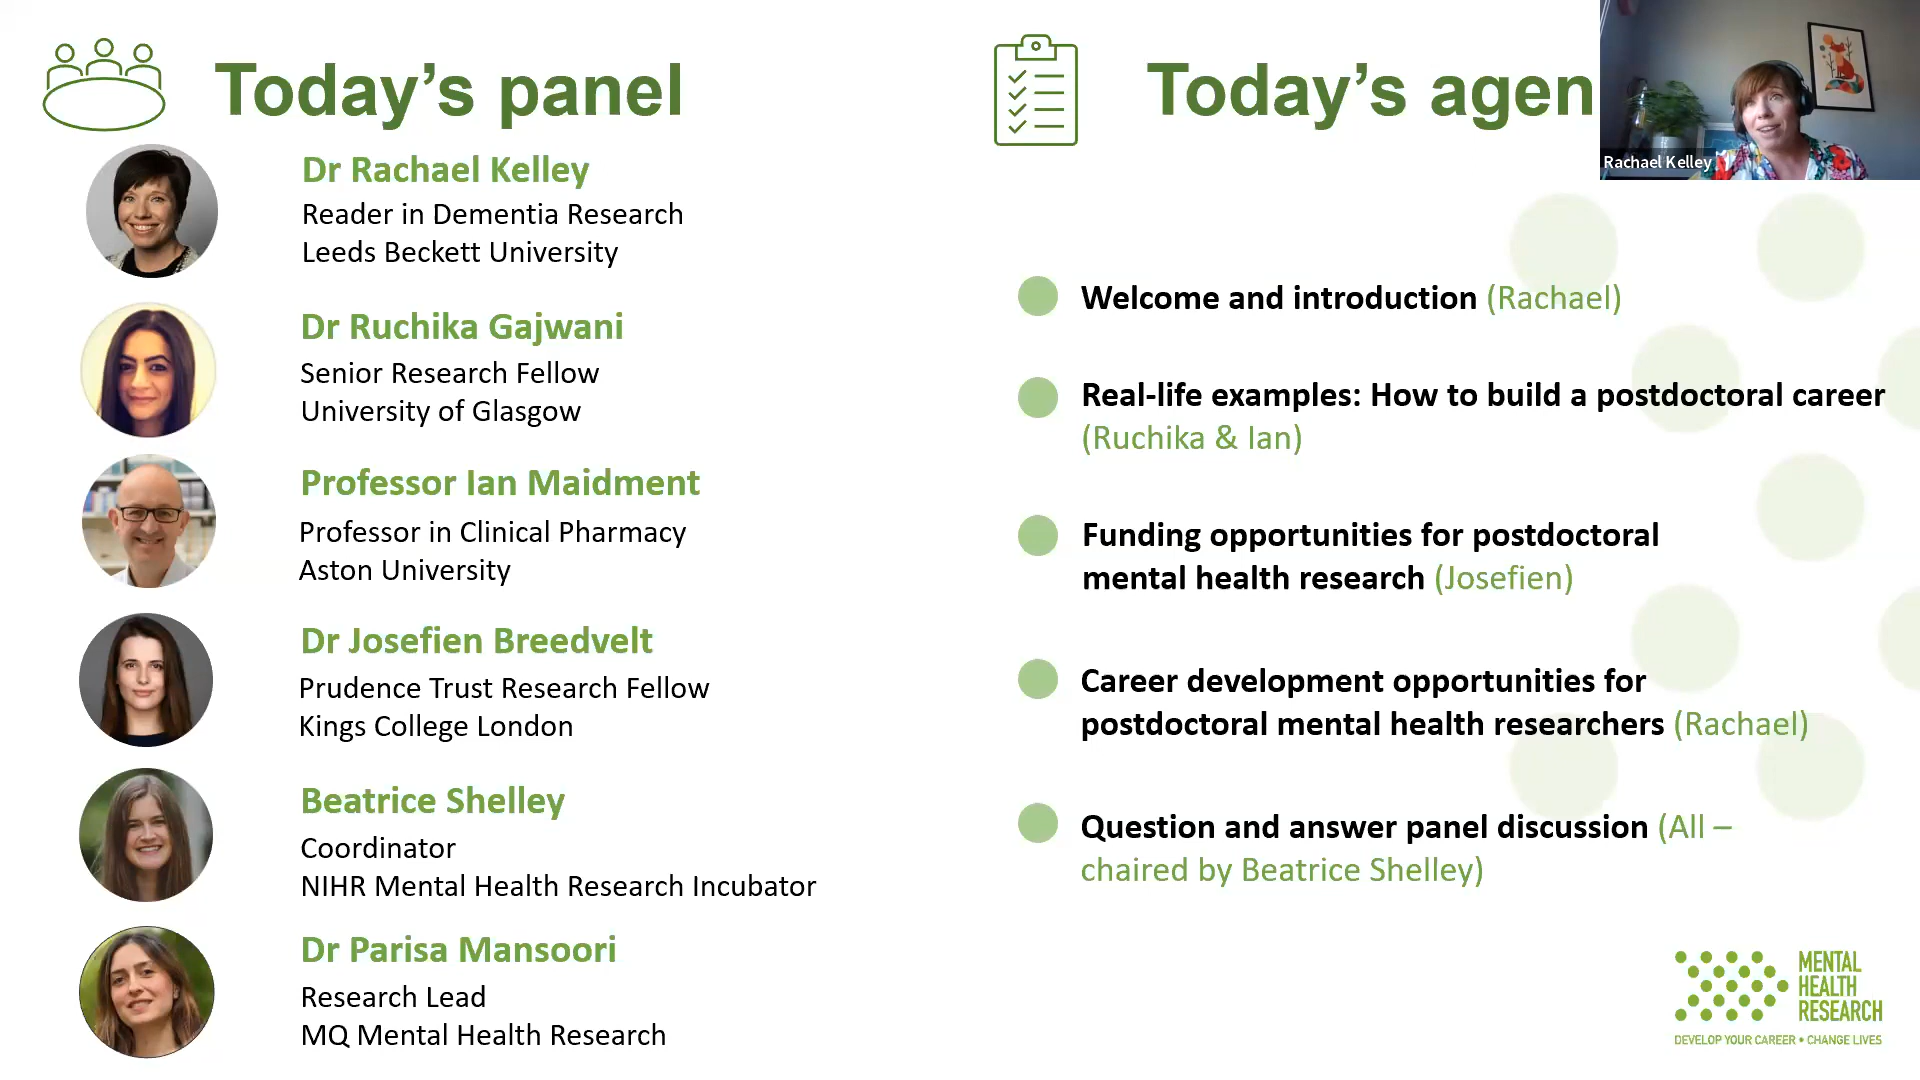 Today's panel
Dr Rachael Kelley
Reader in Dementia Research
Leeds Beckett University
Dr Ruchika Gajwani
Senior Research Fellow
University of Glasgow
Professor Ian Maidment
Professor in Clinical Pharmacy
Aston University
Dr Josefien Breedvelt
Prudence Trust Research Fellow
Kings College London
Beatrice Shelley
Coordinator
NIHR Mental Health Research Incubator
Dr Parisa Mansoori
Research Lead
MQ Mental Health Research
Today's agen
Rachael Kelley
Welcome and introduction (Rachael)
Real-life examples: How to build a postdoctoral career
(Ruchika & Ian)
Funding opportunities for postdoctoral
mental health research (Josefien)
Career development opportunities for
postdoctoral mental health researchers (Rachael)
Question and answer panel discussion (All –
chaired by Beatrice Shelley)
MENTAL
HEALTH
RESEARCH
DEVELOP YOUR CAREER • CHANGE LIVES